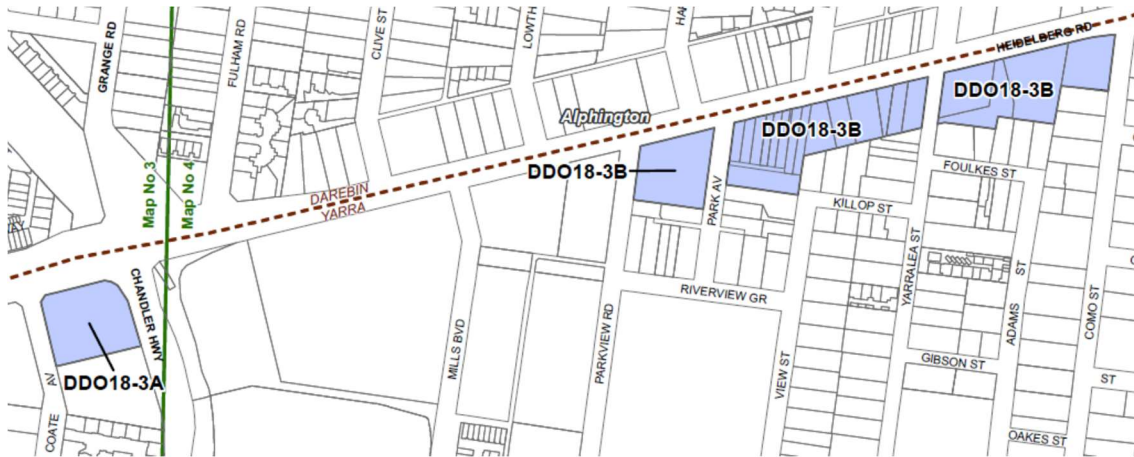 GRANGE RD
FULHAM RD
CLIVE ST
LOWTH
HEIDELBERG RD
Alphington
DDO18-3B
DDO18-3B
DDO18-3B
Map No 3
Map No 4
DAREBIN
YARRA
PARK AV
FOULKES ST
KILLOP ST
CHANDLER HWY
RIVERVIEW GR
YARRALEA ST
ADAMS ST
COMO ST
MILLS BVD
PARKVIEW RD
VIEW ST
GIBSON ST
ST
DDO18-3A
COATE AV
OAKES ST